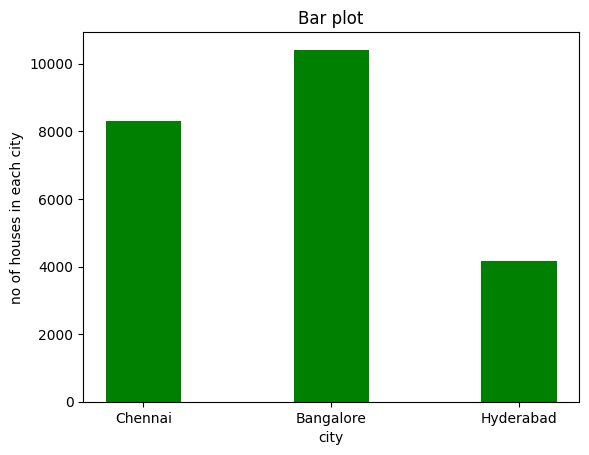 Bar plot
no of houses in each city
10000
8000
6000
4000
2000
0
Chennai Bangalore Hyderabad
city